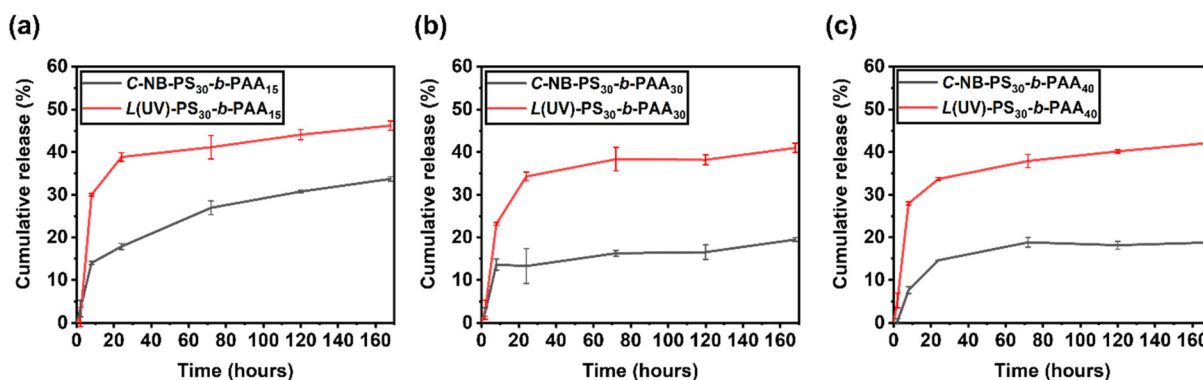 (a)
C-NB-PS30-b-PAA15
L(UV)-PS30-b-PAA15
Cumulative release (%)
60
50
40
30
20
10
0
0 20 40 60 80 100 120 140 160
Time (hours)
(b)
C-NB-PS30-b-PAA30
L(UV)-PS30-b-PAA30
Cumulative release (%)
60
50
40
30
20
10
0
0 20 40 60 80 100 120 140 160
Time (hours)
(c)
C-NB-PS30-b-PAA40
L(UV)-PS30-b-PAA40
Cumulative release (%)
60
50
40
30
20
10
0
0 20 40 60 80 100 120 140 160
Time (hours)